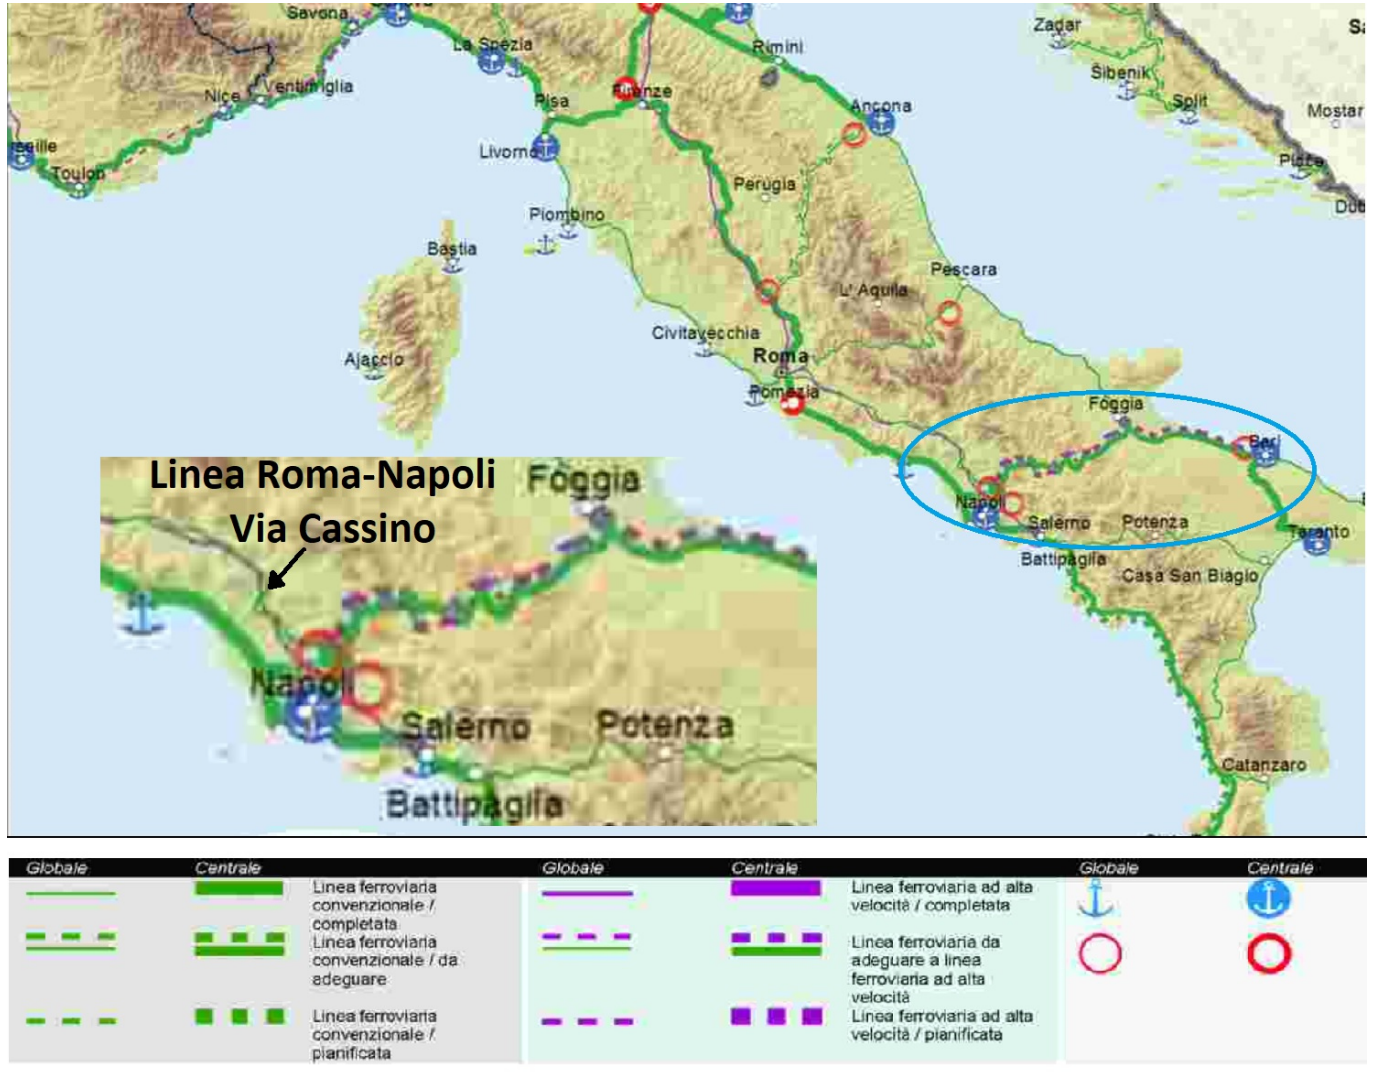 Savona
La Spezia
Rimini
Zadar
Nice
Ventimiglia
Pisa
Firenze
Ancona
Šibenik
Split
Mostar
Toulon
Livorno
Perugia
Piombino
Bastia
Pescara
L' Aquila
Civitavecchia
Ajaccio
Roma
Pomezia
Foggia
Bari
Napoli
Salerno
Potenza
Taranto
Battipaglia
Casa San Biagio
Catanzaro
Linea Roma-Napoli
Via Cassino
Foggia
Napoli
Salerno
Potenza
Battipaglia
Globale Centrale Globale Centrale Globale Centrale
Linea ferroviaria
convenzionale /
completata
Linea ferroviaria
convenzionale / da
adeguare
Linea ferroviaria
convenzionale /
pianificata
Linea ferroviaria ad alta
velocità / completata
Linea ferroviaria da
adeguare a linea
ferroviaria ad alta
velocità
Linea ferroviaria ad alta
velocità / pianificata